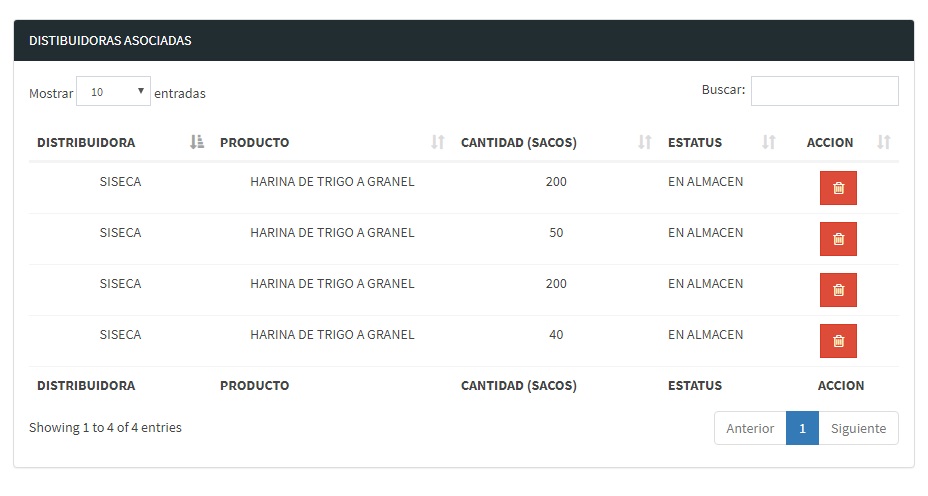 DISTIBUIDORAS ASOCIADAS
Mostrar 10 entradas Buscar:
DISTRIBUIDORA PRODUCTO CANTIDAD (SACOS) ESTATUS ACCION
SISECA HARINA DE TRIGO A GRANEL 200 EN ALMACEN
SISECA HARINA DE TRIGO A GRANEL 50 EN ALMACEN
SISECA HARINA DE TRIGO A GRANEL 200 EN ALMACEN
SISECA HARINA DE TRIGO A GRANEL 40 EN ALMACEN
DISTRIBUIDORA PRODUCTO CANTIDAD (SACOS) ESTATUS ACCION
Showing 1 to 4 of 4 entries Anterior 1 Siguiente